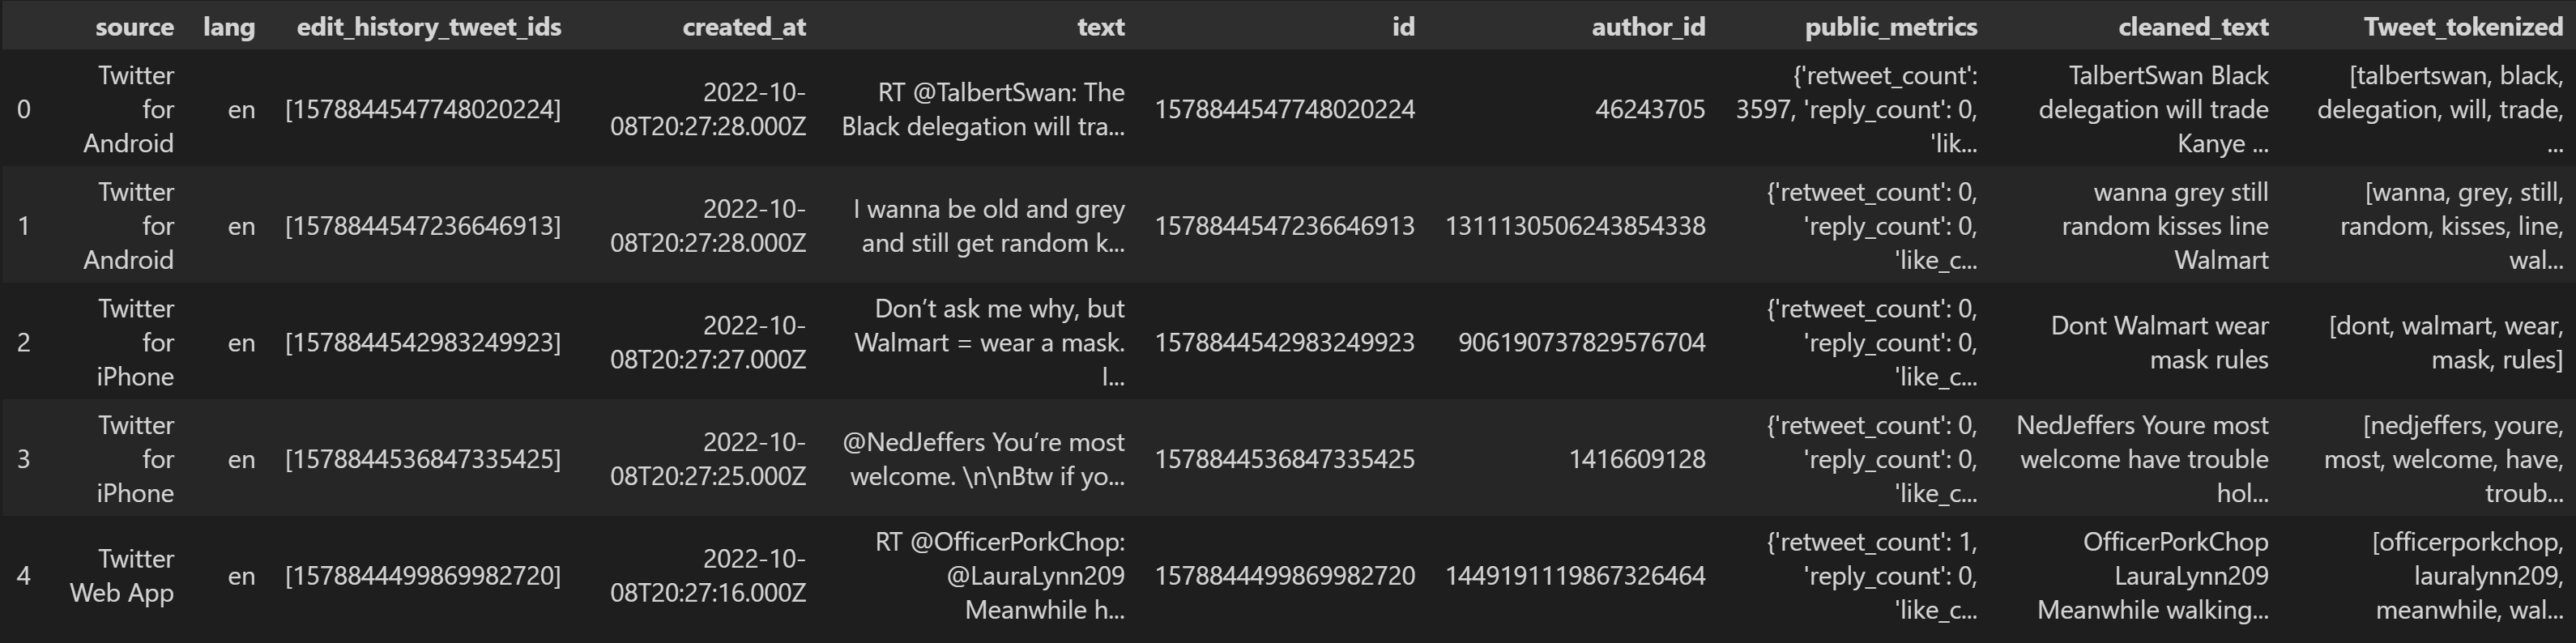 source lang edit_history_tweet_ids created_at text id author_id public_metrics cleaned_text Tweet_tokenized
0 Twitter for Android en [1578844547748020224] 2022-10-08T20:27:28.000Z RT @TalbertSwan: The Black delegation will tra... 1578844547748020224 46243705 {'retweet_count': 3597, 'reply_count': 0, 'lik... TalbertSwan Black delegation will trade Kanye ... [talbertswan, black, delegation, will, trade, ...
1 Twitter for Android en [1578844547236646913] 2022-10-08T20:27:28.000Z I wanna be old and grey and still get random k... 1578844547236646913 1311130506243854338 {'retweet_count': 0, 'reply_count': 0, 'like_c... wanna grey still random kisses line Walmart [wanna, grey, still, random, kisses, line, wal...
2 Twitter for iPhone en [1578844542983249923] 2022-10-08T20:27:27.000Z Don’t ask me why, but Walmart = wear a mask. I... 1578844542983249923 906190737829576704 {'retweet_count': 0, 'reply_count': 0, 'like_c... Dont Walmart wear mask rules [dont, walmart, wear, mask, rules]
3 Twitter for iPhone en [1578844536847335425] 2022-10-08T20:27:25.000Z @NedJeffers You’re most welcome. \n\nBtw if yo... 1578844536847335425 1416609128 {'retweet_count': 0, 'reply_count': 0, 'like_c... NedJeffers Youre most welcome have trouble hol... [nedjeffers, youre, most, welcome, have, troub...
4 Twitter Web App en [1578844499869982720] 2022-10-08T20:27:16.000Z RT @OfficerPorkChop: @LauraLynn209 Meanwhile h... 1578844499869982720 1449191119867326464 {'retweet_count': 1, 'reply_count': 0, 'like_c... OfficerPorkChop LauraLynn209 Meanwhile walking... [officerporkchop, lauralynn209, meanwhile, wal...